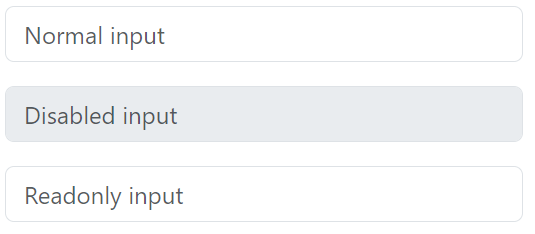 Normal input
Disabled input
Readonly input